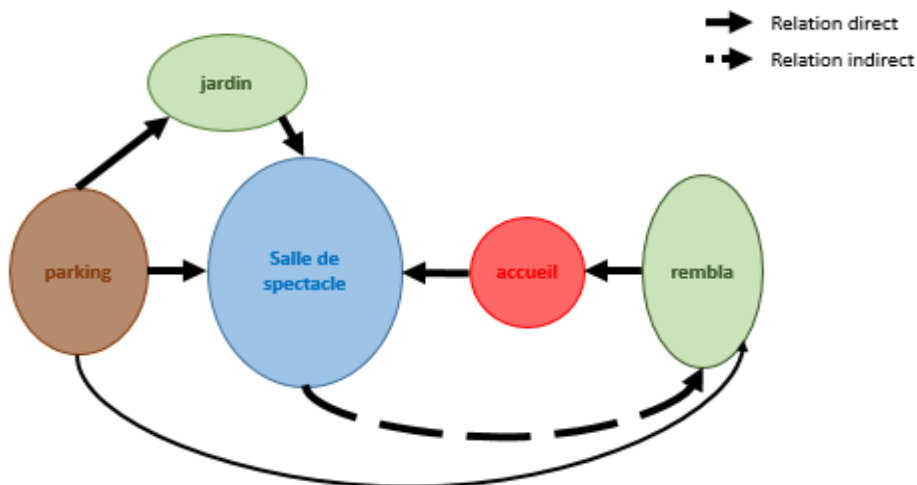 Relation direct
Relation indirect
jardin
parking
Salle de
spectacle
accueil
rembla